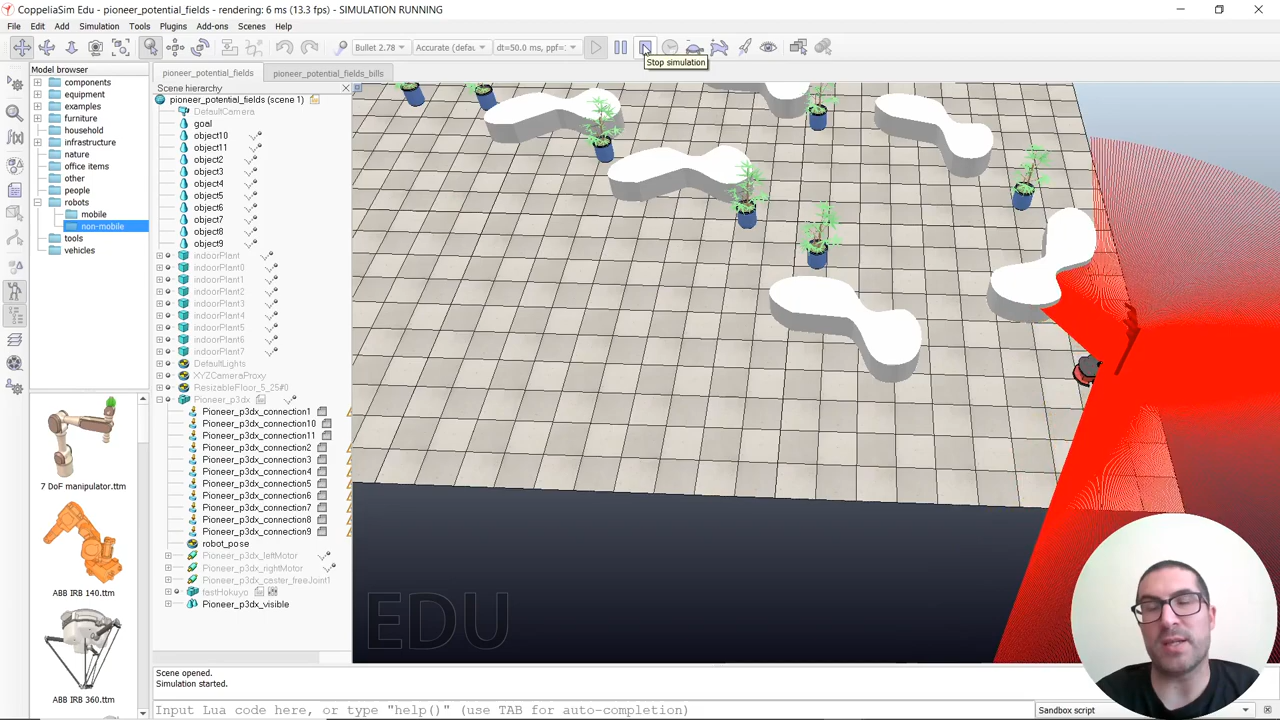 CoppeliaSim Edu - pioneer_potential_fields - rendering: 6 ms (13.3 fps) - SIMULATION RUNNING
File Edit Add Simulation Tools Plugins Add-ons Scenes Help
Bullet 2.78 Accurate (defau dt=50.0 ms, ppf=
Stop simulation
Model browser
components
equipment
examples
furniture
household
infrastructure
nature
office items
other
people
robots
mobile
non-mobile
tools
vehicles
7 DoF manipulator.ttm
ABB IRB 140.ttm
ABB IRB 360.ttm
pioneer_potential_fields pioneer_potential_fields_bills
Scene hierarchy
pioneer_potential_fields (scene 1)
DefaultCamera
goal
object10
object11
object2
object3
object4
object5
object6
object7
object8
object9
indoorPlant
indoorPlant0
indoorPlant1
indoorPlant2
indoorPlant3
indoorPlant4
indoorPlant5
indoorPlant6
indoorPlant7
DefaultLights
XYZCameraProxy
ResizableFloor_5_25#0
Pioneer_p3dx
Pioneer_p3dx_connection1
Pioneer_p3dx_connection10
Pioneer_p3dx_connection11
Pioneer_p3dx_connection2
Pioneer_p3dx_connection3
Pioneer_p3dx_connection4
Pioneer_p3dx_connection5
Pioneer_p3dx_connection6
Pioneer_p3dx_connection7
Pioneer_p3dx_connection8
Pioneer_p3dx_connection9
robot_pose
Pioneer_p3dx_leftMotor
Pioneer_p3dx_rightMotor
Pioneer_p3dx_caster_freeJoint1
fastHokuyo
Pioneer_p3dx_visible
EDU
Scene opened.
Simulation started.
Input Lua code here, or type "help()" (use TAB for auto-completion)
Sandbox script